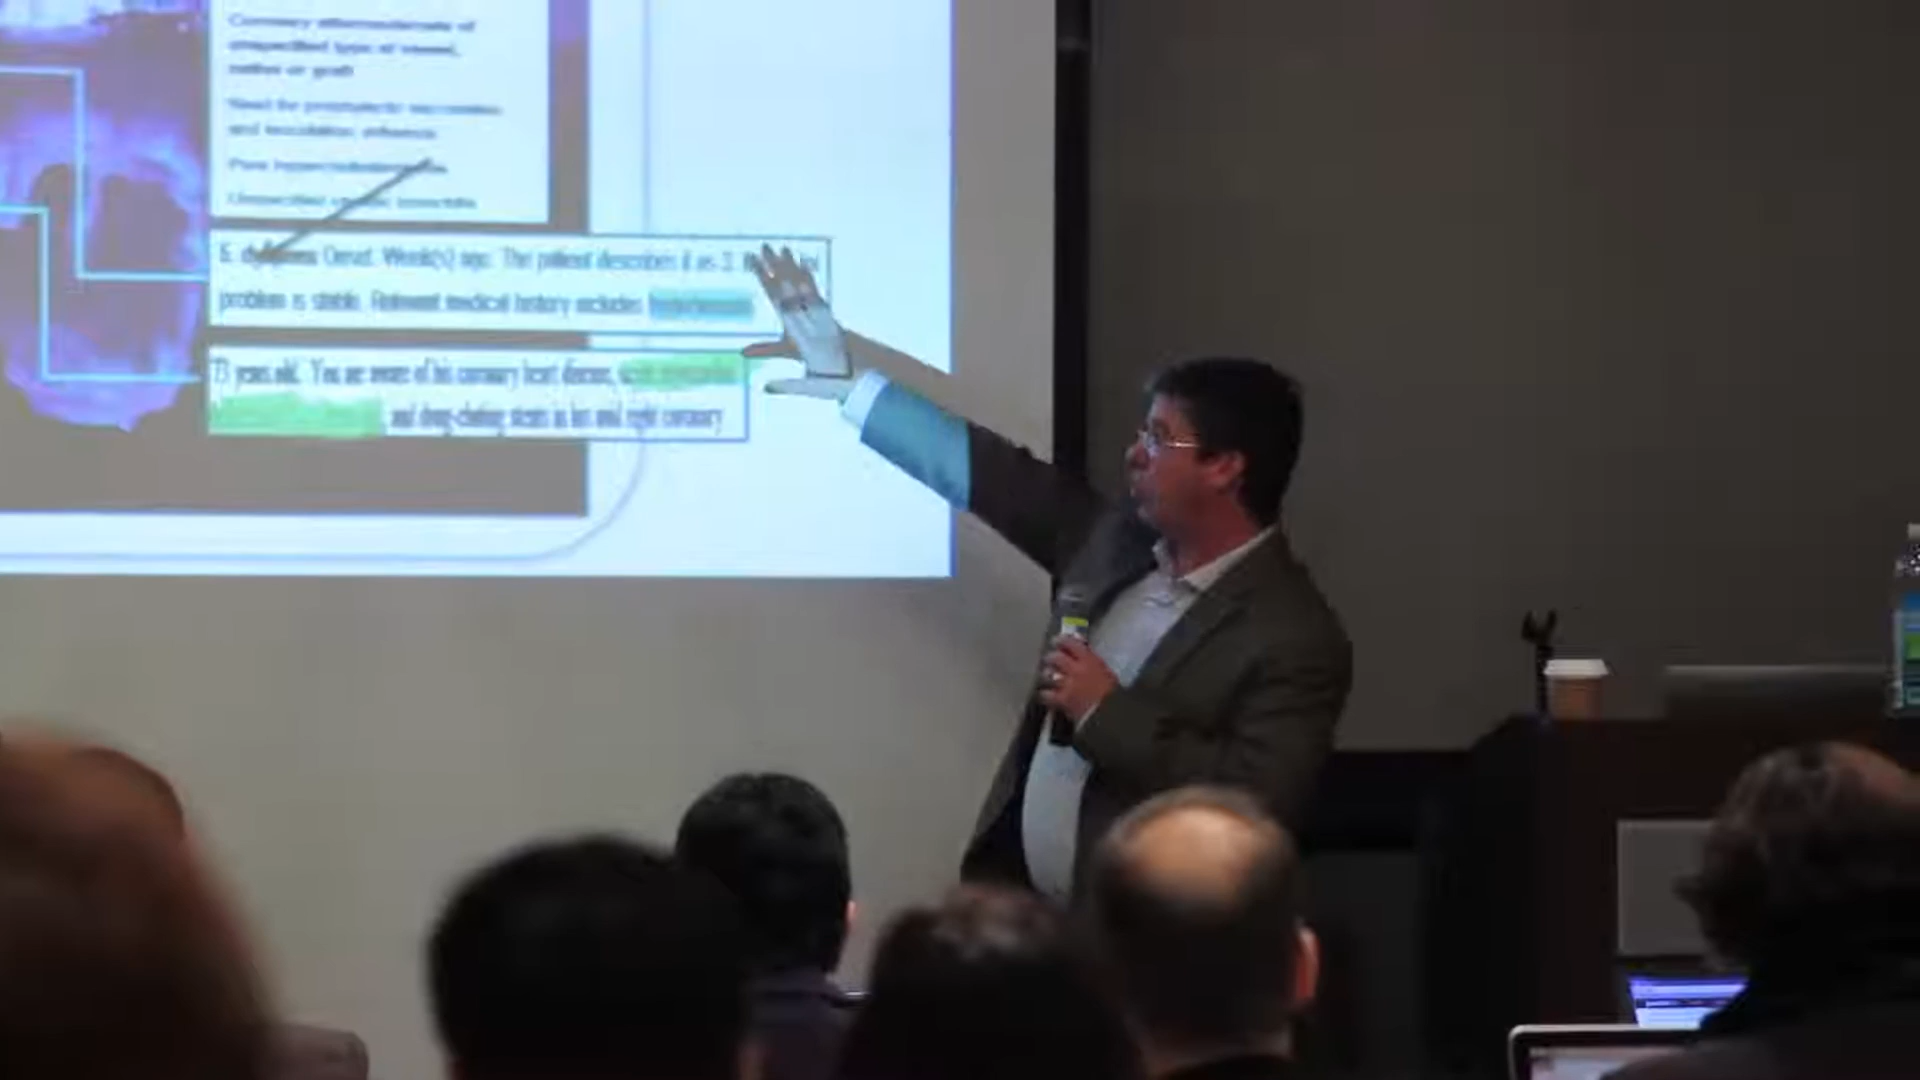 Coronary atherosclerosis of
unspecified type of vessel,
native or graft
Need for prophylactic vaccination
and inoculation, influenza
Pure
Unspecified
Onset: Week(s) ago. The patient describes it as
problem is stable. Relevant medical history includes
73 years old. You are aware of his coronary heart disease,
and drug-eluting stents in left and right coronary